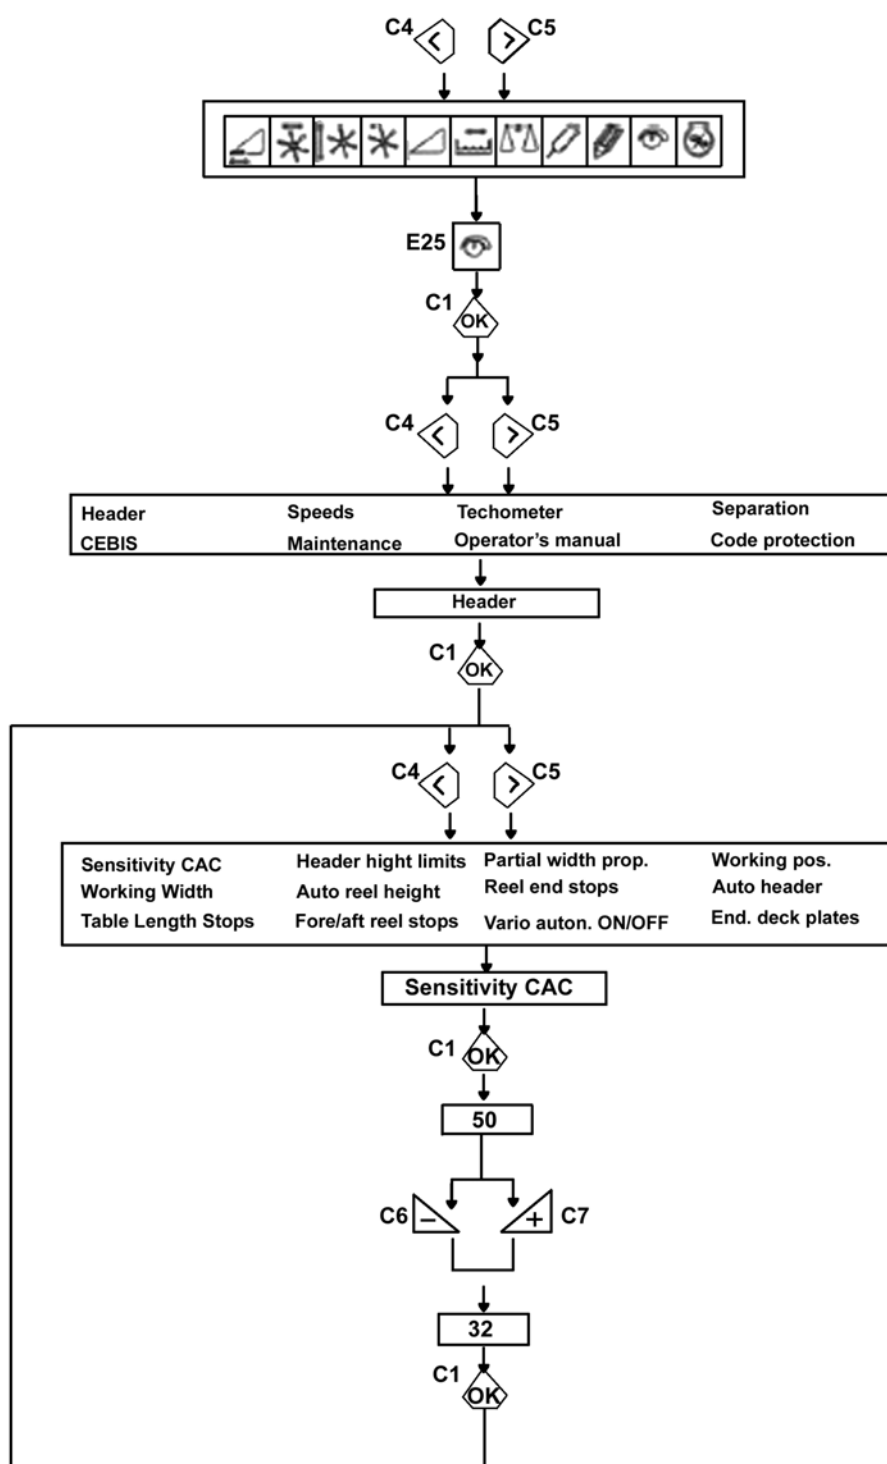 C4 < > C5
E25
C1 OK
C4 < > C5
Header Speeds Techometer Separation
CEBIS Maintenance Operator's manual Code protection
Header
C1 OK
C4 < > C5
Sensitivity CAC Header hight limits Partial width prop. Working pos.
Working Width Auto reel height Reel end stops Auto header
Table Length Stops Fore/aft reel stops Vario auton. ON/OFF End. deck plates
Sensitivity CAC
C1 OK
50
C6 − + C7
32
C1 OK